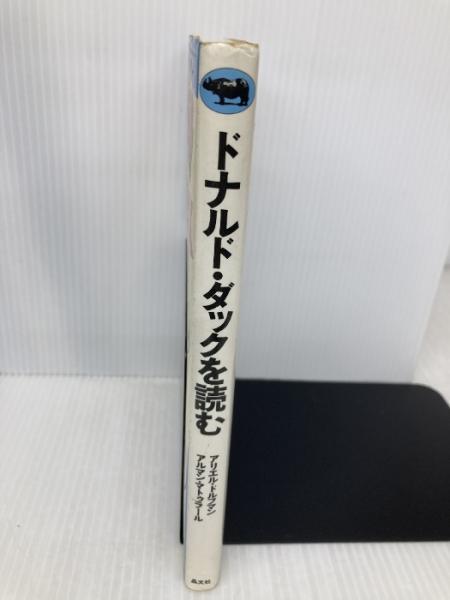 ドナルド・ダックを読む
アリエル・ドルフマン
アルマン・マトゥラール
晶文社